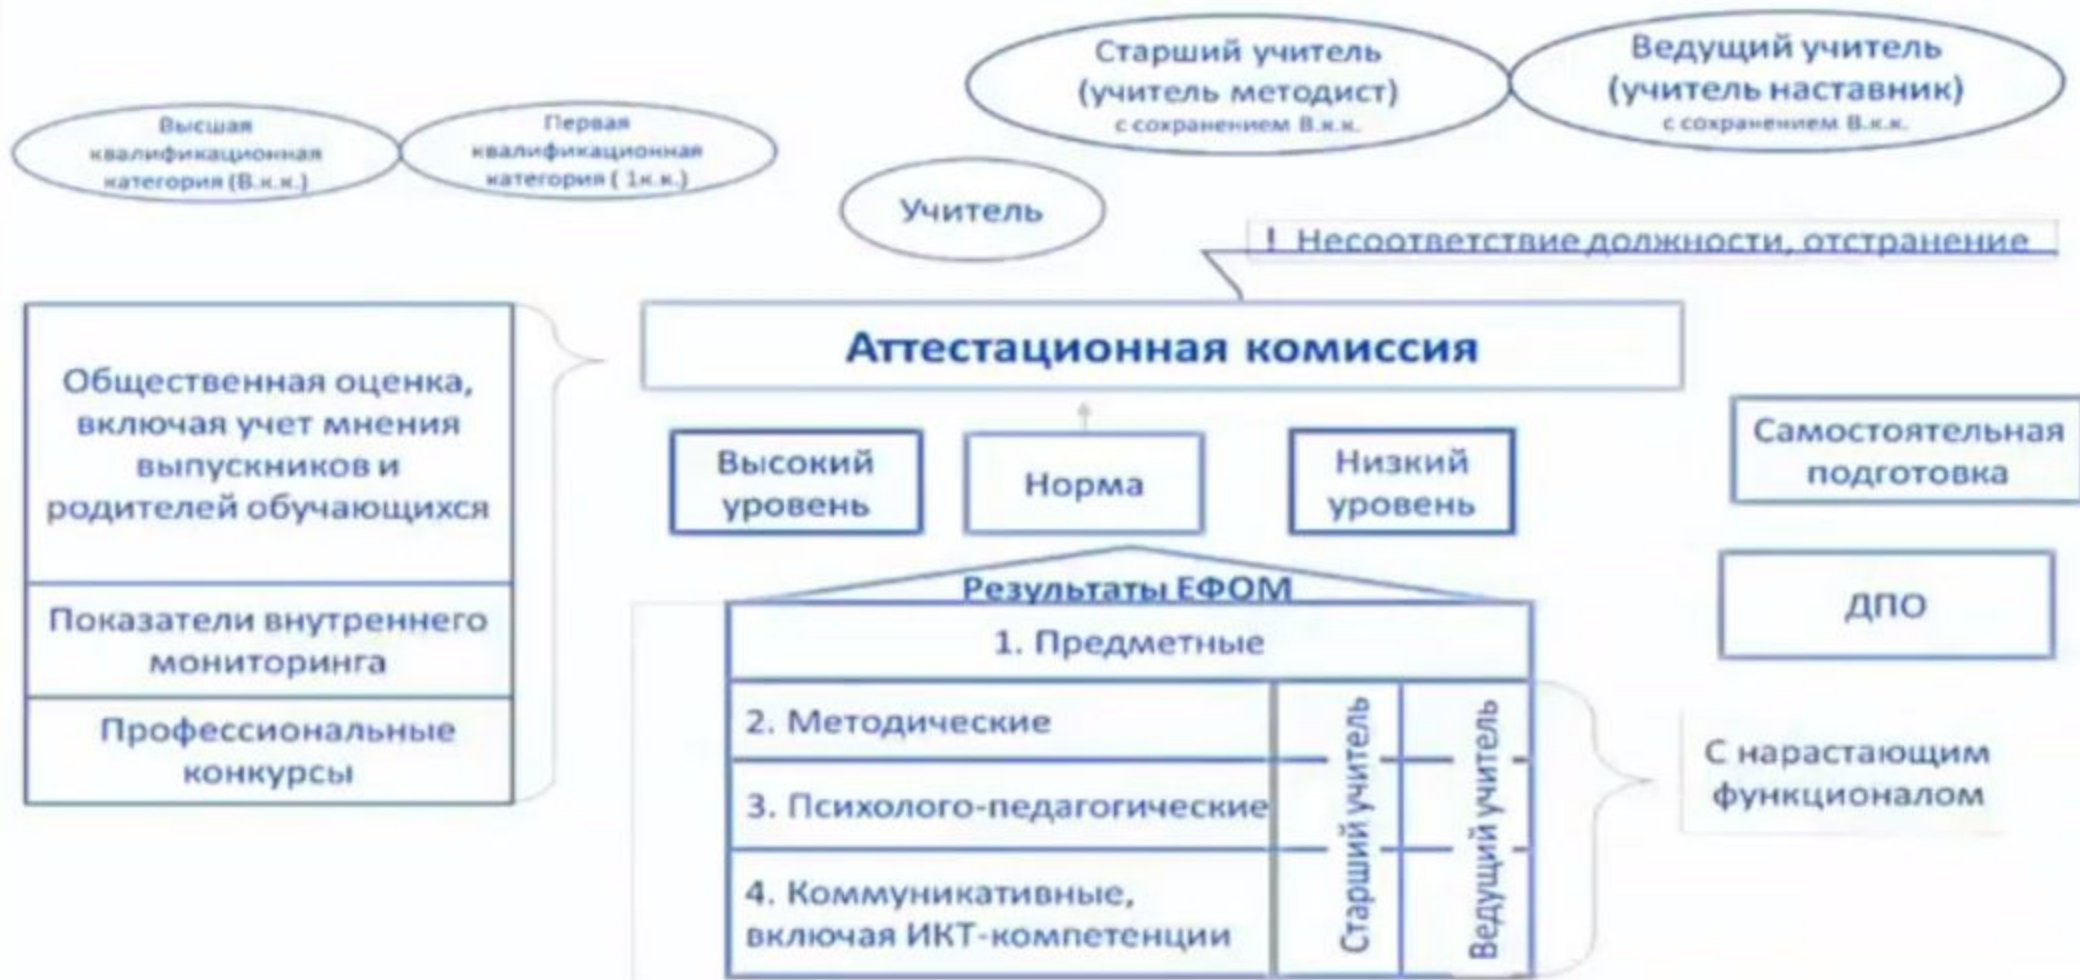 Старший учитель
(учитель методист)
с сохранением В.к.к.
Ведущий учитель
(учитель наставник)
с сохранением В.к.к.
Высшая
квалификационная
категория (В.к.к.)
Первая
квалификационная
категория ( 1к.к.)
Учитель
! Несоответствие должности, отстранение
Аттестационная комиссия
Общественная оценка,
включая учет мнения
выпускников и
родителей обучающихся
Показатели внутреннего
мониторинга
Профессиональные
конкурсы
Высокий
уровень
Норма
Низкий
уровень
Самостоятельная
подготовка
ДПО
Результаты ЕФОМ
1. Предметные
2. Методические
3. Психолого-педагогические
4. Коммуникативные,
включая ИКТ-компетенции
Старший учитель
Ведущий учитель
С нарастающим
функционалом